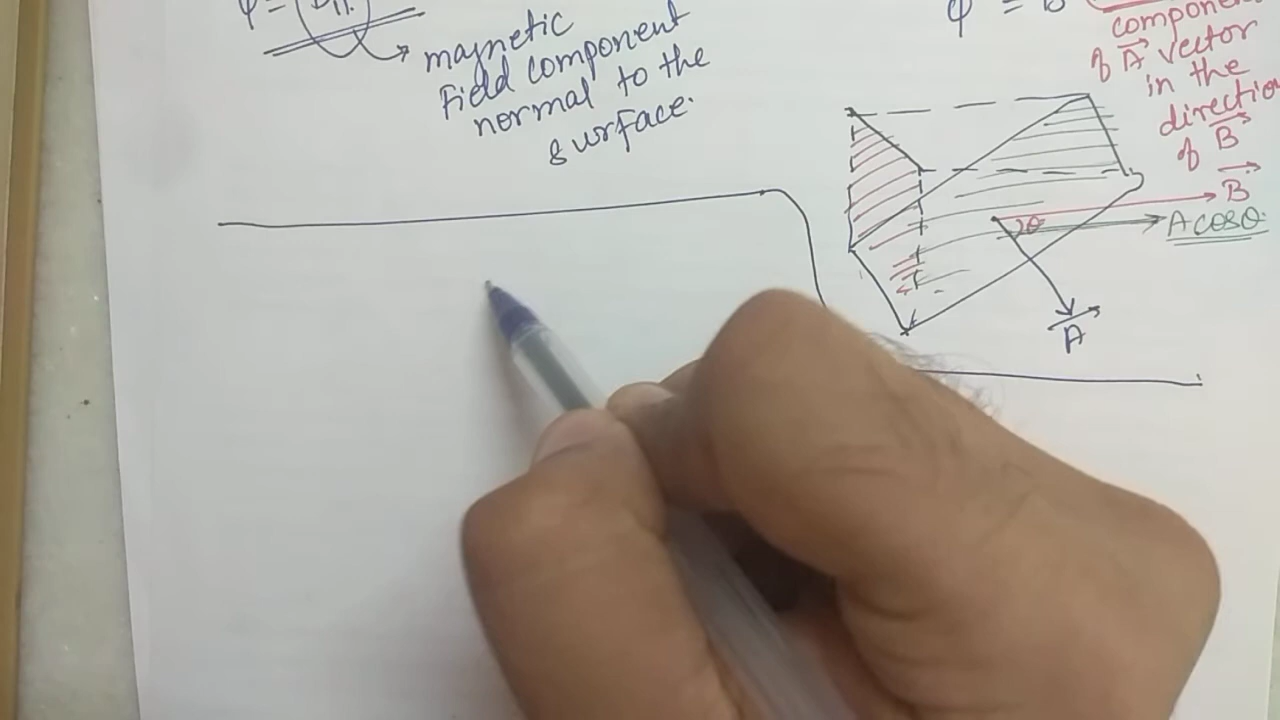 φ =
magnetic
Field component
normal to the
surface.
φ = B
component
of A⃗ vector
in the
direction
of B⃗
B⃗
θ
A cosθ
A⃗